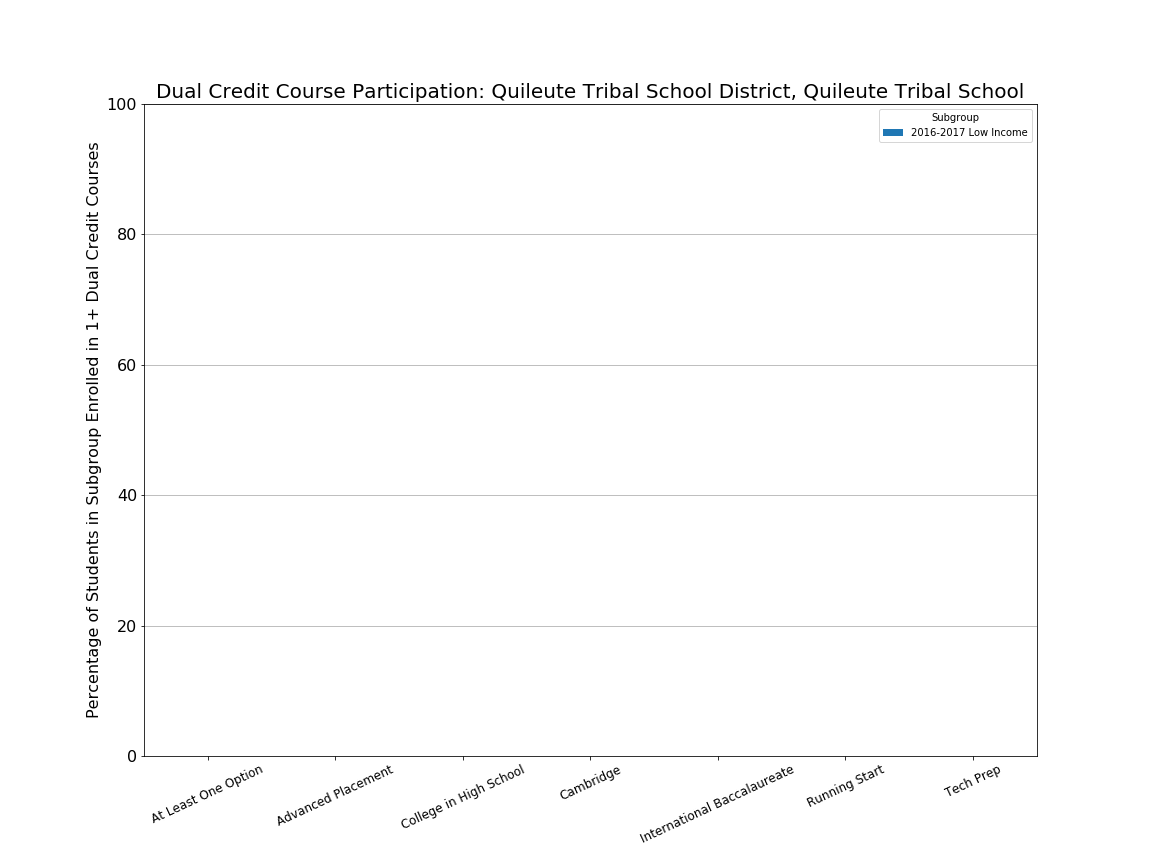 Dual Credit Course Participation: Quileute Tribal School District, Quileute Tribal School
Subgroup
2016-2017 Low Income
Percentage of Students in Subgroup Enrolled in 1+ Dual Credit Courses
100
80
60
40
20
0
At Least One Option
Advanced Placement
College in High School
Cambridge
International Baccalaureate
Running Start
Tech Prep